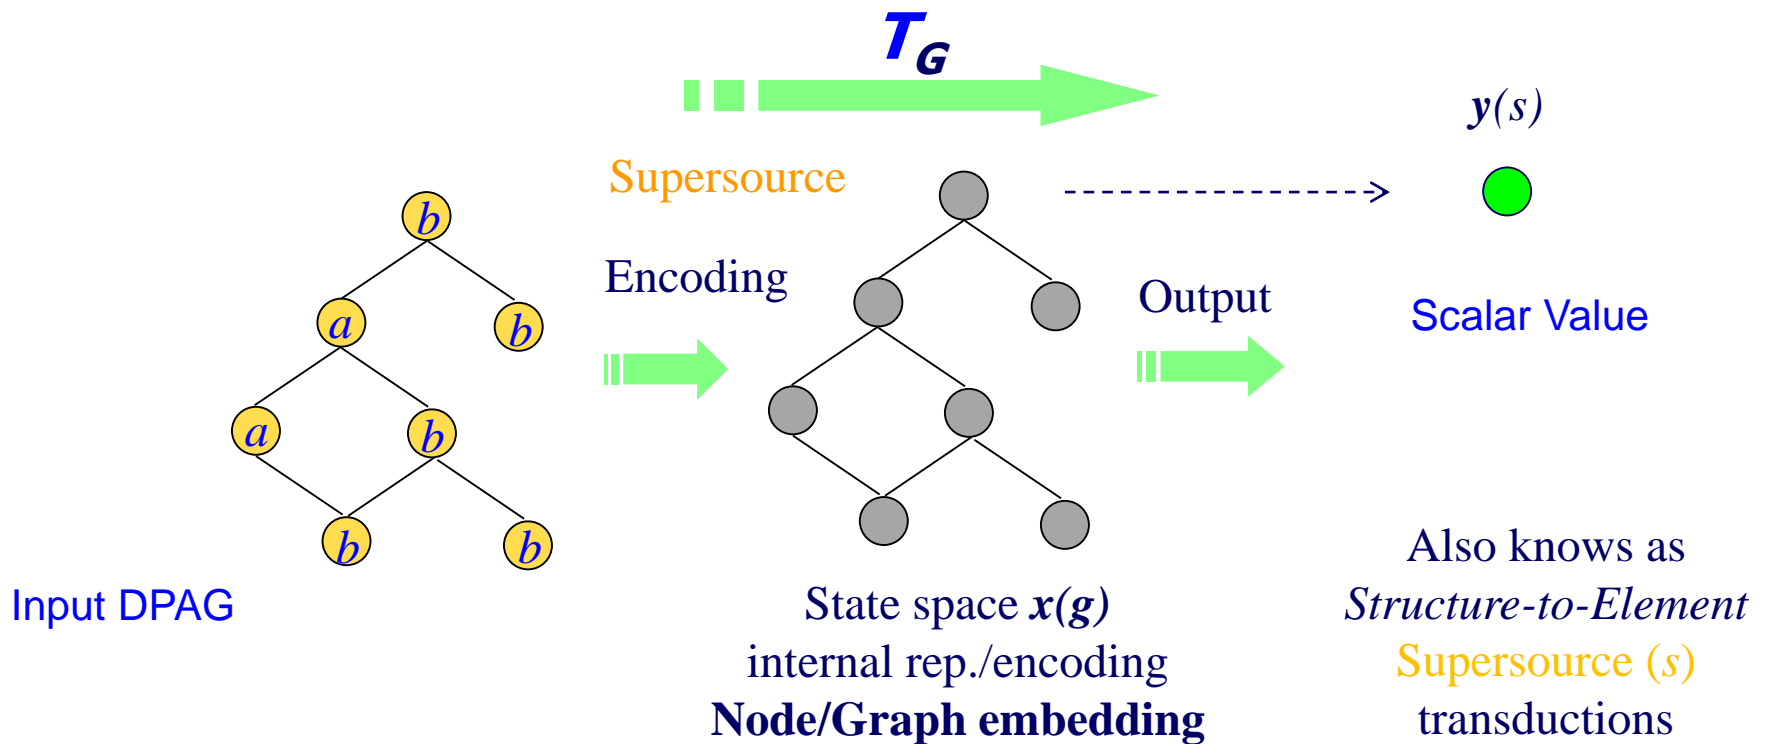 T_G
y(s)
Supersource
b
Encoding
Output
a
b
Scalar Value
a
b
b
b
Input DPAG
State space x(g)
internal rep./encoding
Node/Graph embedding
Also knows as
Structure-to-Element
Supersource (s)
transductions